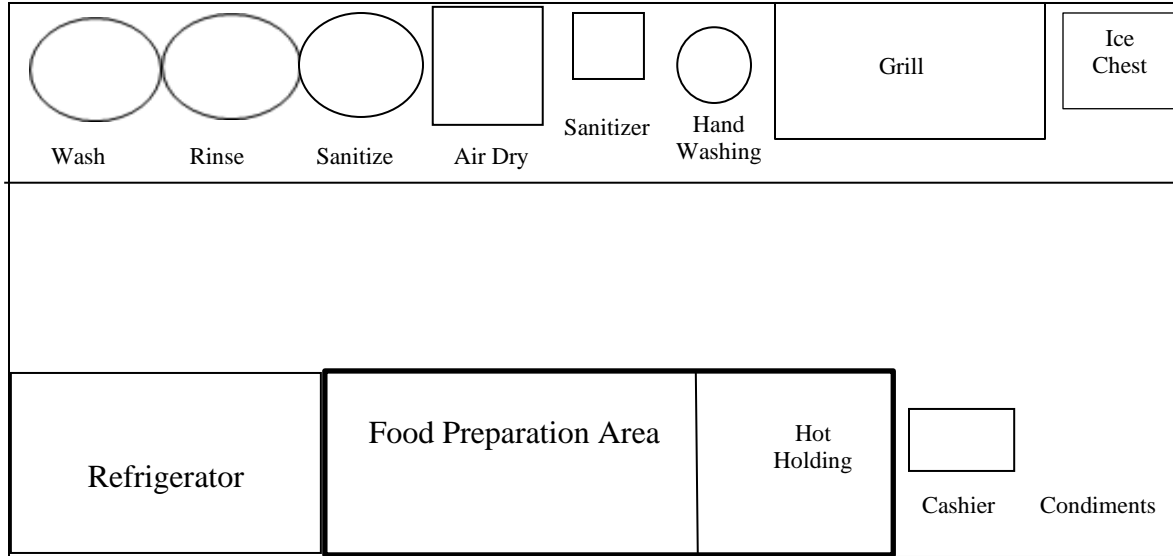 Grill
Ice
Chest
Wash
Rinse
Sanitize
Air Dry
Sanitizer
Hand
Washing
Refrigerator
Food Preparation Area
Hot
Holding
Cashier
Condiments